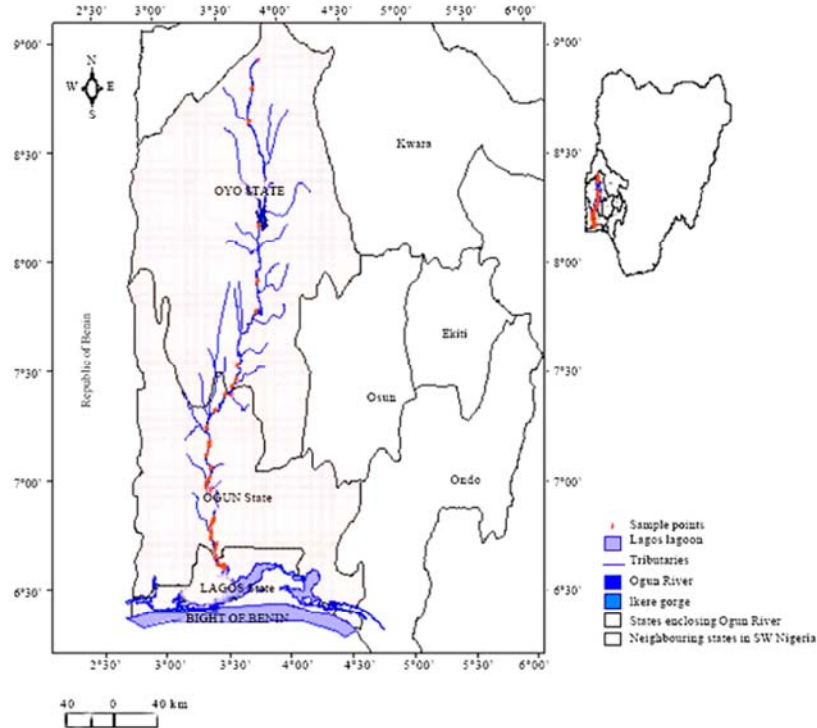 2°30' 3°00' 3°30' 4°00' 4°30' 5°00' 5°30' 6°00'
9°00' 9°00'
N
W E
S
Kwara
8°30' 8°30'
OYO STATE
8°00' 8°00'
Republic of Benin
Ekiti
7°30' 7°30'
Osun
7°00' Ondo 7°00'
OGUN State
Sample points
Lagos lagoon
Tributaries
6°30' LAGOS State 6°30' Ogun River
Ikere gorge
BIGHT OF BENIN States enclosing Ogun River
Neighbouring states in SW Nigeria
2°30' 3°00' 3°30' 4°00' 4°30' 5°00' 5°30' 6°00'
40 0 40 km